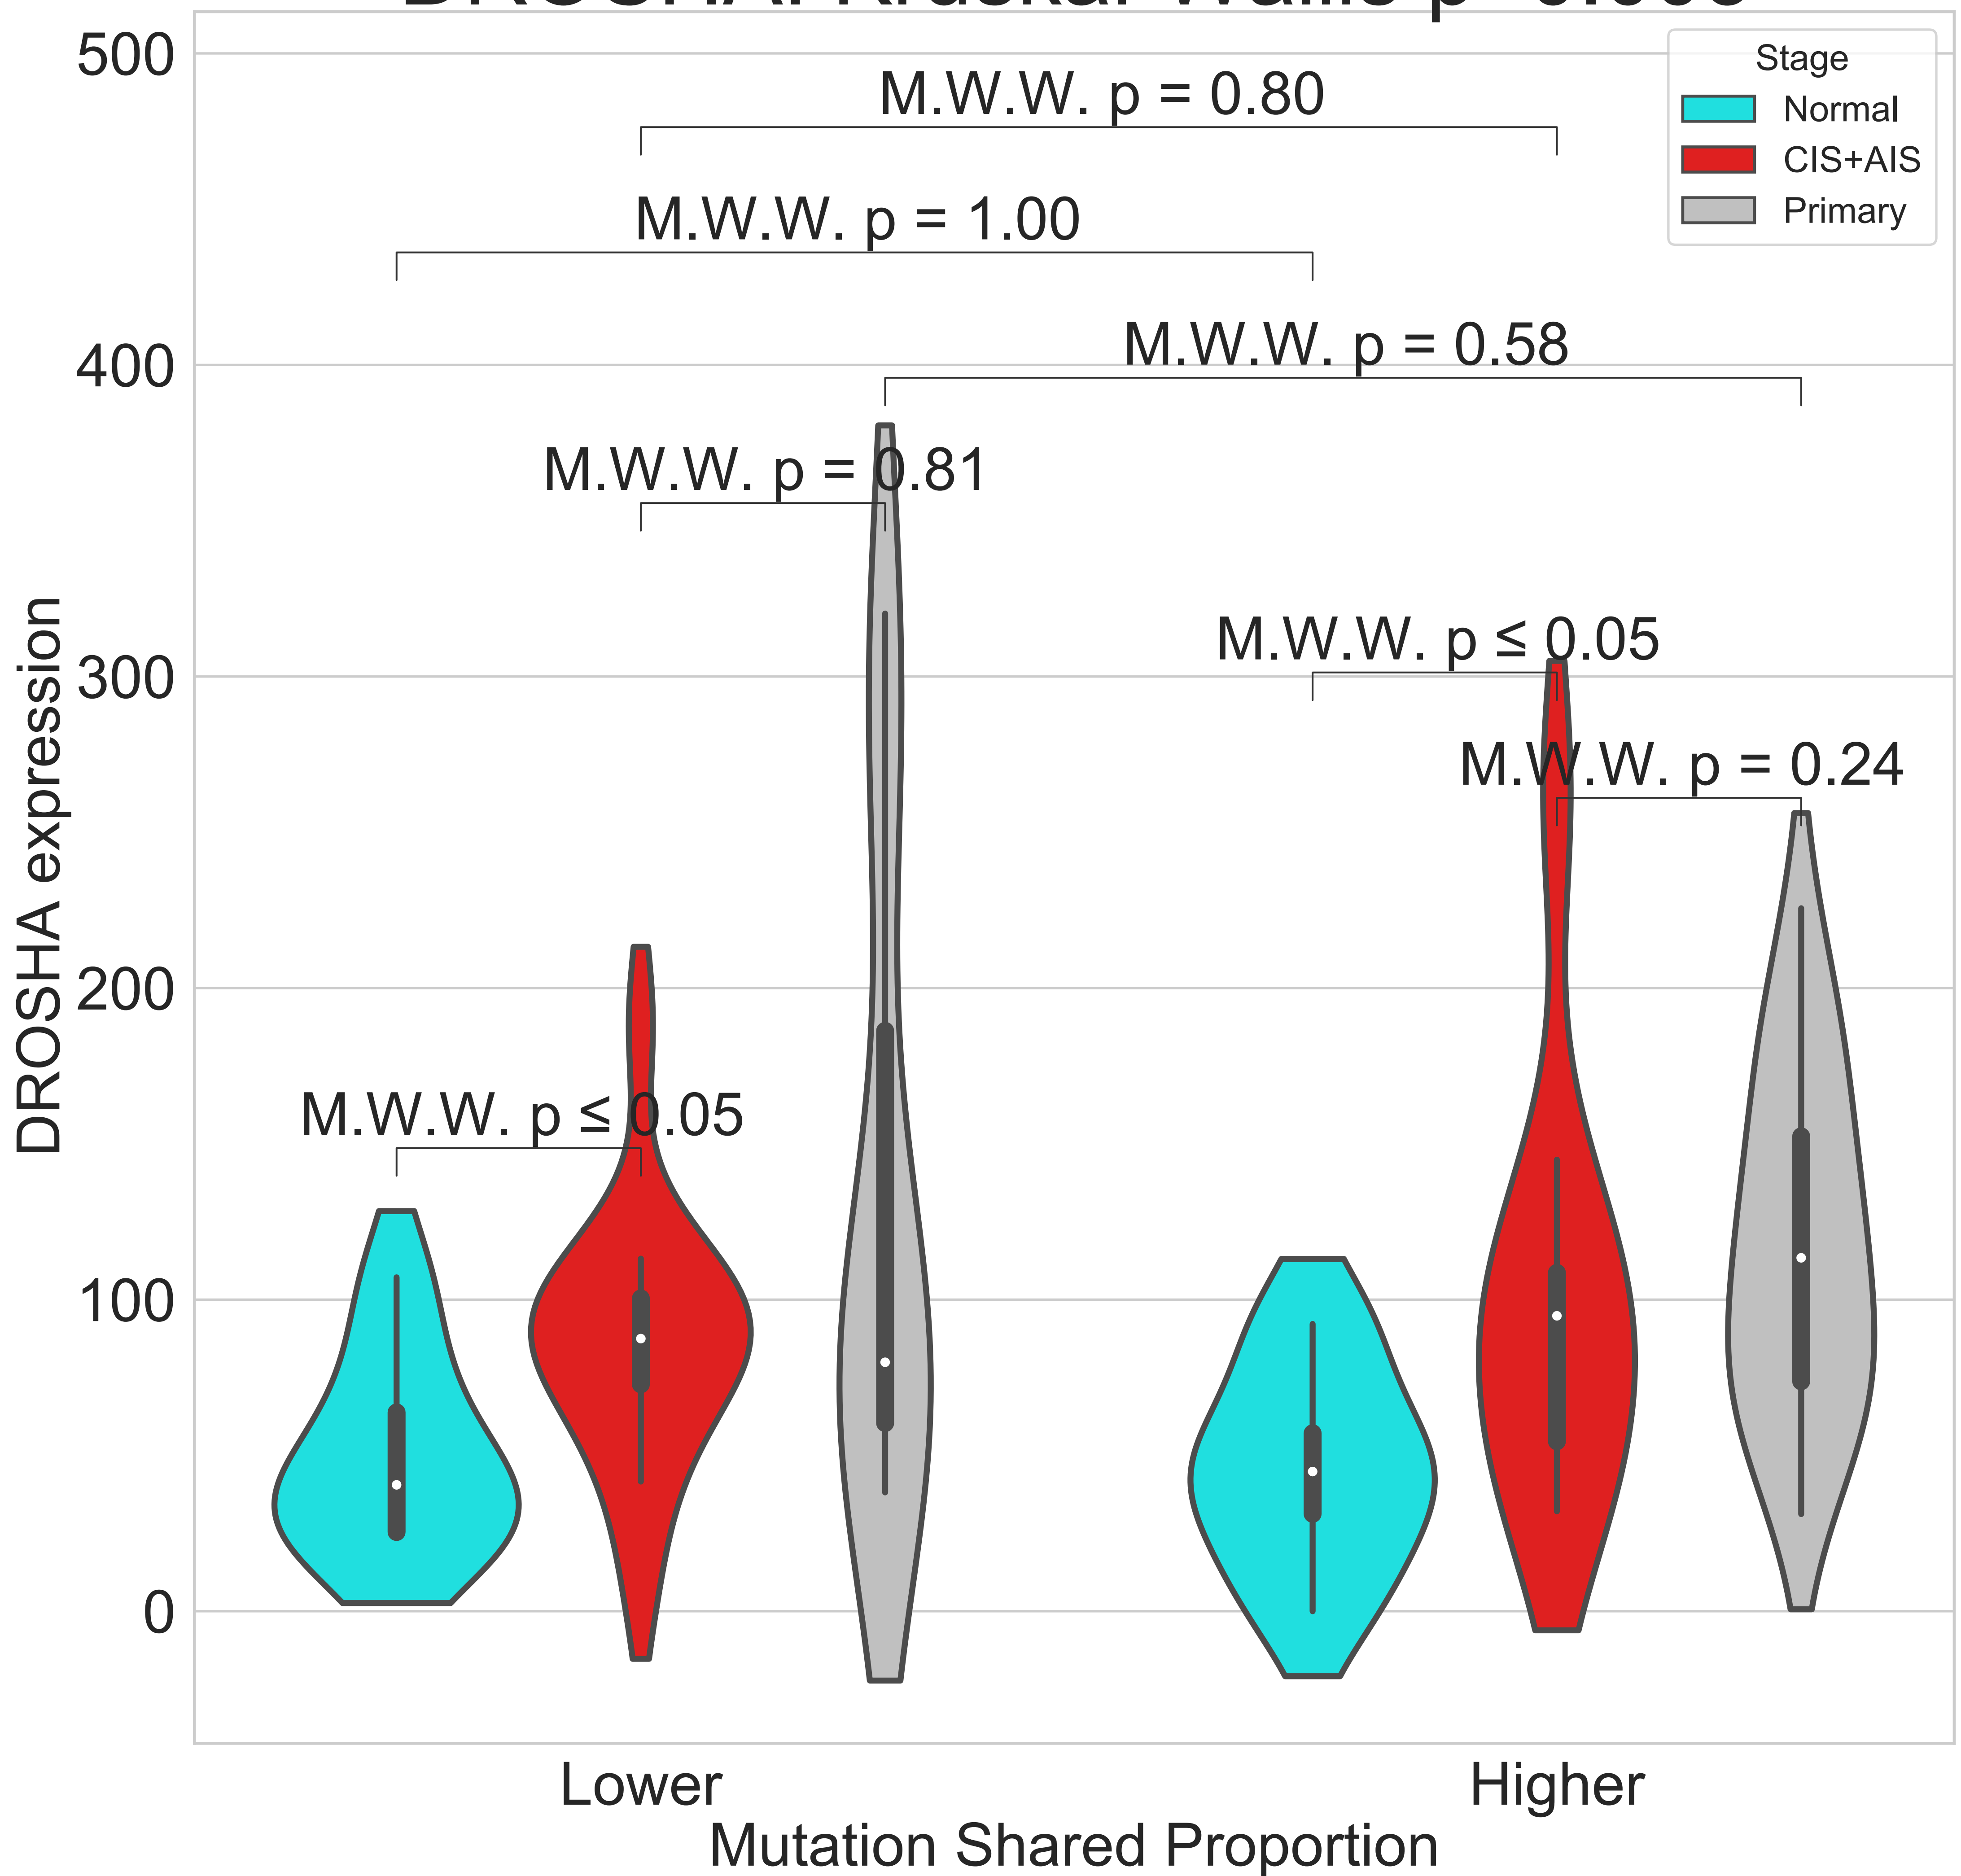 500
400
300
200
100
0
DROSHA expression
Stage
Normal
CIS+AIS
Primary
M.W.W. p = 0.80
M.W.W. p = 1.00
M.W.W. p = 0.58
M.W.W. p = 0.81
M.W.W. p ≤ 0.05
M.W.W. p = 0.24
M.W.W. p ≤ 0.05
Lower
Higher
Mutation Shared Proportion